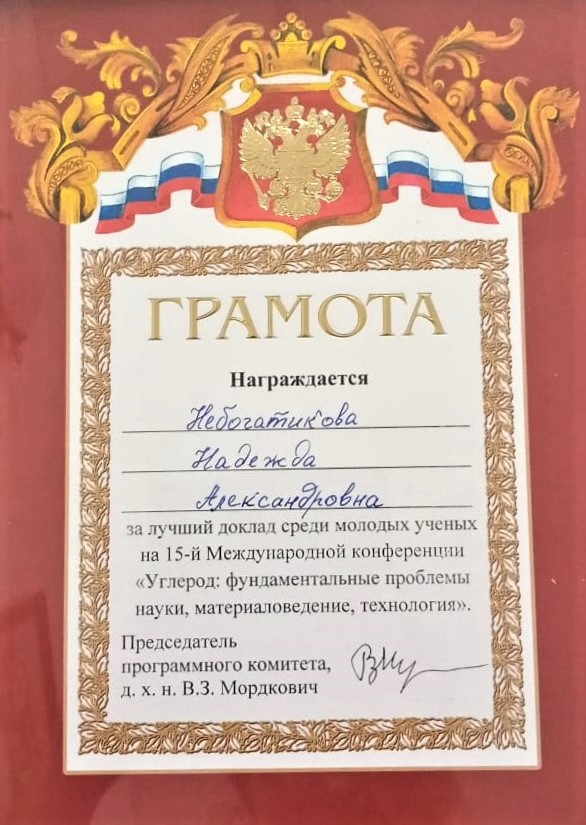 ГРАМОТА
Награждается
Небогатикова
Надежда
Александровна
за лучший доклад среди молодых ученых
на 15-й Международной конференции
«Углерод: фундаментальные проблемы
науки, материаловедение, технология».
Председатель
программного комитета,
д. х. н. В.З. Мордкович